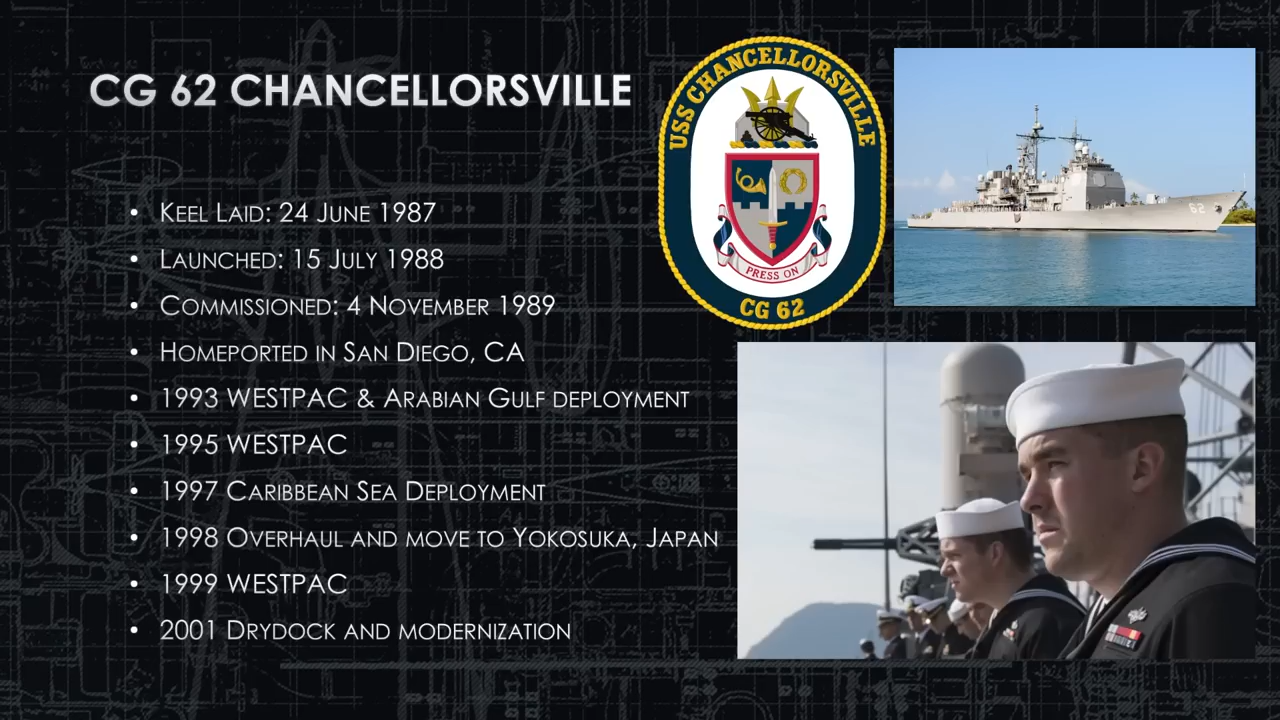 CG 62 CHANCELLORSVILLE
• KEEL LAID: 24 JUNE 1987
• LAUNCHED: 15 JULY 1988
• COMMISSIONED: 4 NOVEMBER 1989
• HOMEPORTED IN SAN DIEGO, CA
• 1993 WESTPAC & ARABIAN GULF DEPLOYMENT
• 1995 WESTPAC
• 1997 CARIBBEAN SEA DEPLOYMENT
• 1998 OVERHAUL AND MOVE TO YOKOSUKA, JAPAN
• 1999 WESTPAC
• 2001 DRYDOCK AND MODERNIZATION
USS CHANCELLORSVILLE
PRESS ON
CG 62
62